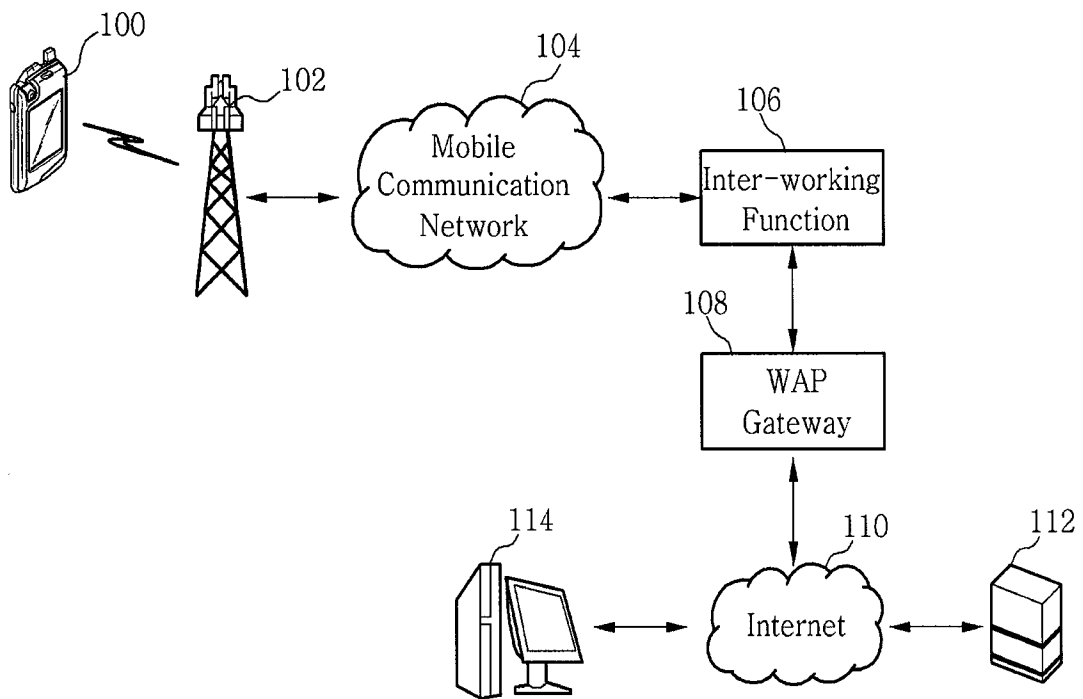 100
102
104
Mobile
Communication
Network
106
Inter-working
Function
108
WAP
Gateway
114
110
Internet
112